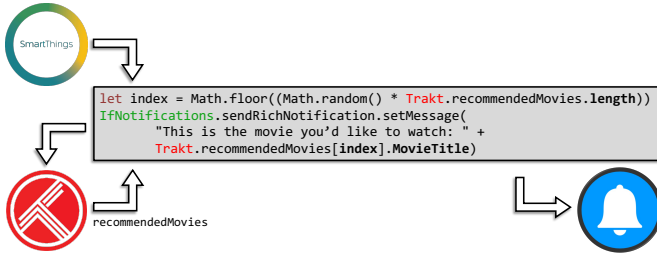 SmartThings
let index = Math.floor((Math.random() * Trakt.recommendedMovies.length))
IfNotifications.sendRichNotification.setMessage(
"This is the movie you’d like to watch: " +
Trakt.recommendedMovies[index].MovieTitle)
recommendedMovies